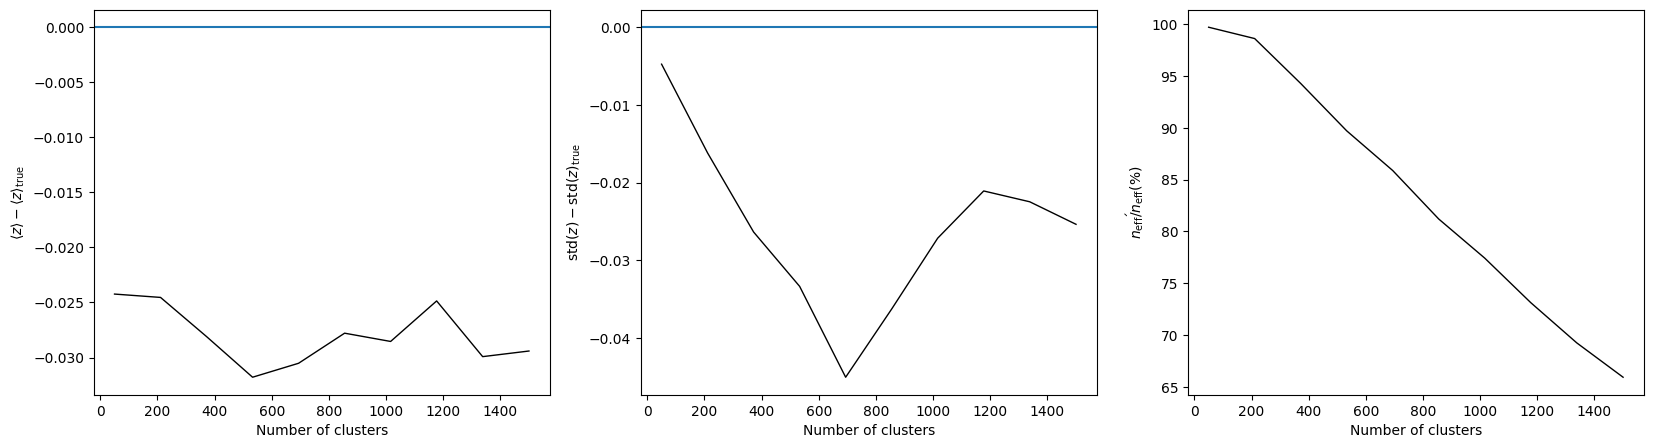 0.000
−0.005
−0.010
−0.015
−0.020
−0.025
−0.030
⟨z⟩ − ⟨z⟩true
0 200 400 600 800 1000 1200 1400
Number of clusters
0.00
−0.01
−0.02
−0.03
−0.04
std(z) − std(z)true
0 200 400 600 800 1000 1200 1400
Number of clusters
100
95
90
85
80
75
70
65
n′eff/neff(%)
0 200 400 600 800 1000 1200 1400
Number of clusters